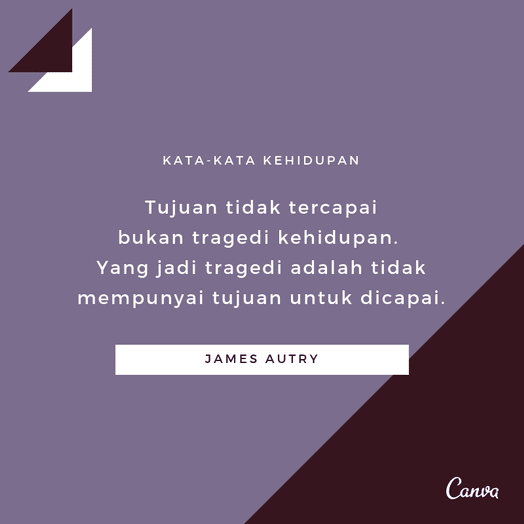 KATA-KATA KEHIDUPAN
Tujuan tidak tercapai
bukan tragedi kehidupan.
Yang jadi tragedi adalah tidak
mempunyai tujuan untuk dicapai.
JAMES AUTRY
Canva